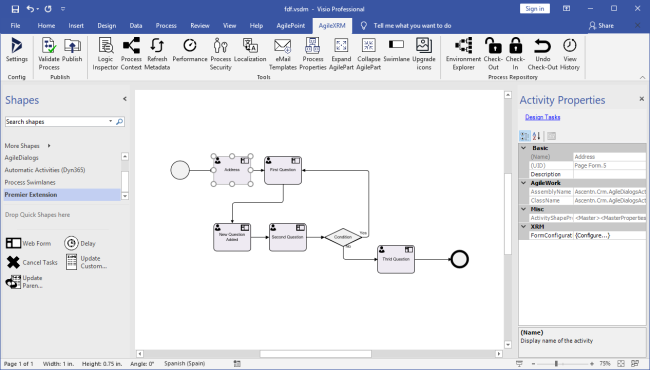 fdf.vsdm - Visio Professional
Sign in
File Home Insert Design Data Process Review View Help AgilePoint AgileXRM Tell me what you want to do Share
Settings
Validate Process
Publish
Logic Inspector
Process Context
Refresh Metadata
Performance
Process Security
Localization
eMail Templates
Process Properties
Expand AgilePart
Collapse AgilePart
Swimlane
Upgrade icons
Environment Explorer
Check-Out
Check-In
Undo Check-Out
View History
Config Publish Tools Process Repository
Shapes
Search shapes
More Shapes
AgileDialogs
Automatic Activities (Dyn365)
Process Swimlanes
Premier Extension
Drop Quick Shapes here
Web Form
Delay
Cancel Tasks
Update Custom...
Update Paren...
Address
First Question
New Question Added
Second Question
Condition
Yes
No
Third Question
Activity Properties
Design Tasks
Basic
(Name) Address
(UID) Page Form.5
Description
AgileWork
AssemblyName Ascentn.Crm.AgileDialogsAct
ClassName Ascentn.Crm.AgileDialogsAct
Misc
ActivityShapePr <Master><MasterProperties
XRM
FormConfigurat (Configure...)
(Name)
Display name of the activity
Page 1 of 1 Width: 1 in. Height: 0.75 in. Angle: 0° Spanish (Spain) 75%